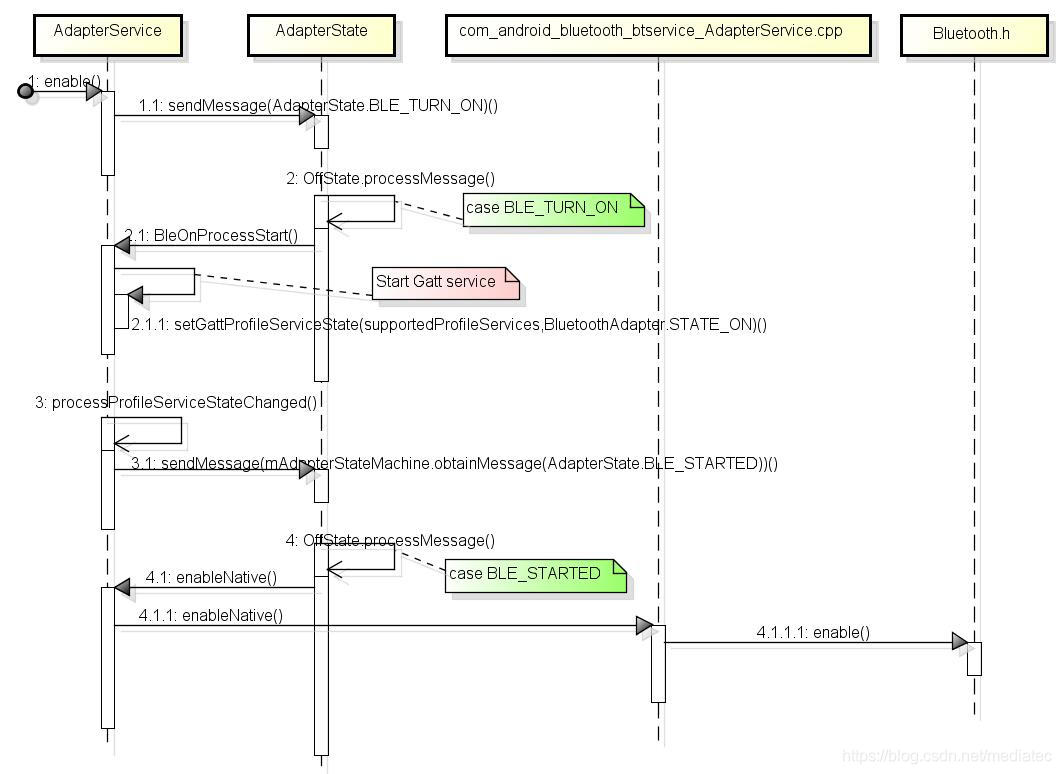 AdapterService
AdapterState
com_android_bluetooth_btservice_AdapterService.cpp
Bluetooth.h
1: enable()
1.1: sendMessage(AdapterState.BLE_TURN_ON)()
2: OffState.processMessage()
case BLE_TURN_ON
2.1: BleOnProcessStart()
Start Gatt service
2.1.1: setGattProfileServiceState(supportedProfileServices,BluetoothAdapter.STATE_ON)()
3: processProfileServiceStateChanged()
3.1: sendMessage(mAdapterStateMachine.obtainMessage(AdapterState.BLE_STARTED))()
4: OffState.processMessage()
case BLE_STARTED
4.1: enableNative()
4.1.1: enableNative()
4.1.1.1: enable()
https://blog.csdn.net/mediatec